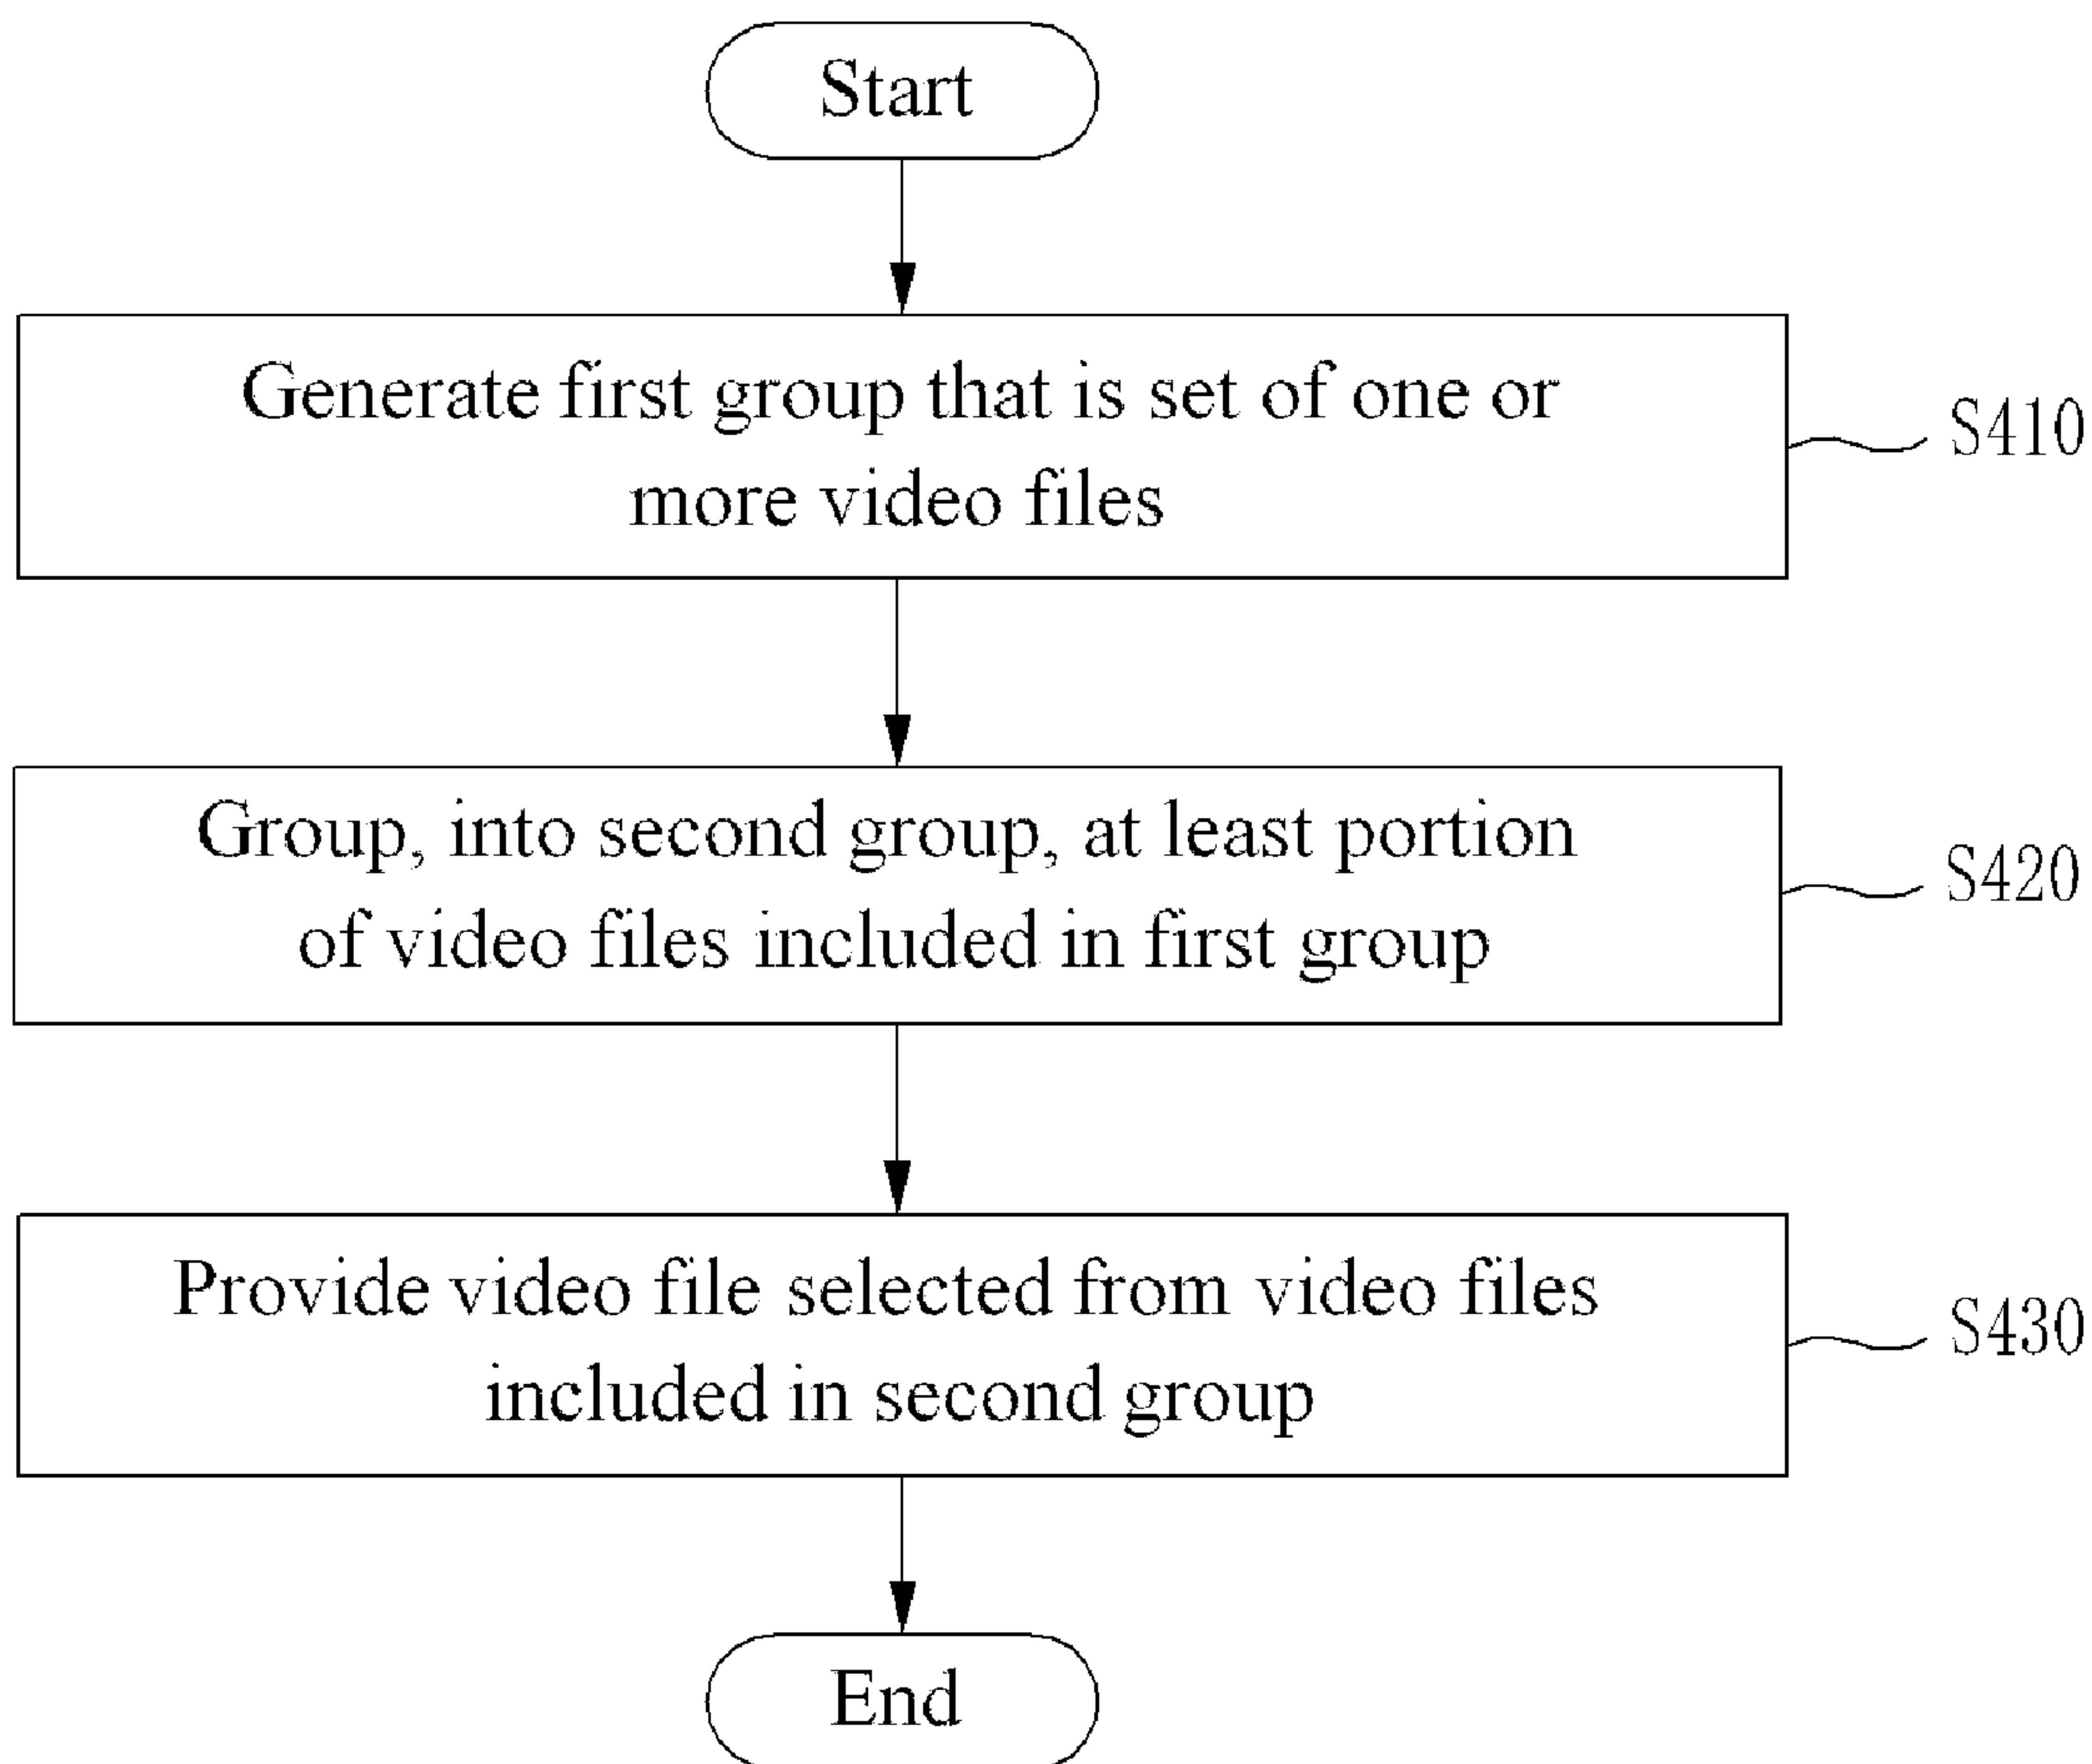 Start
Generate first group that is set of one or
more video files
S410
Group, into second group, at least portion
of video files included in first group
S420
Provide video file selected from video files
included in second group
S430
End